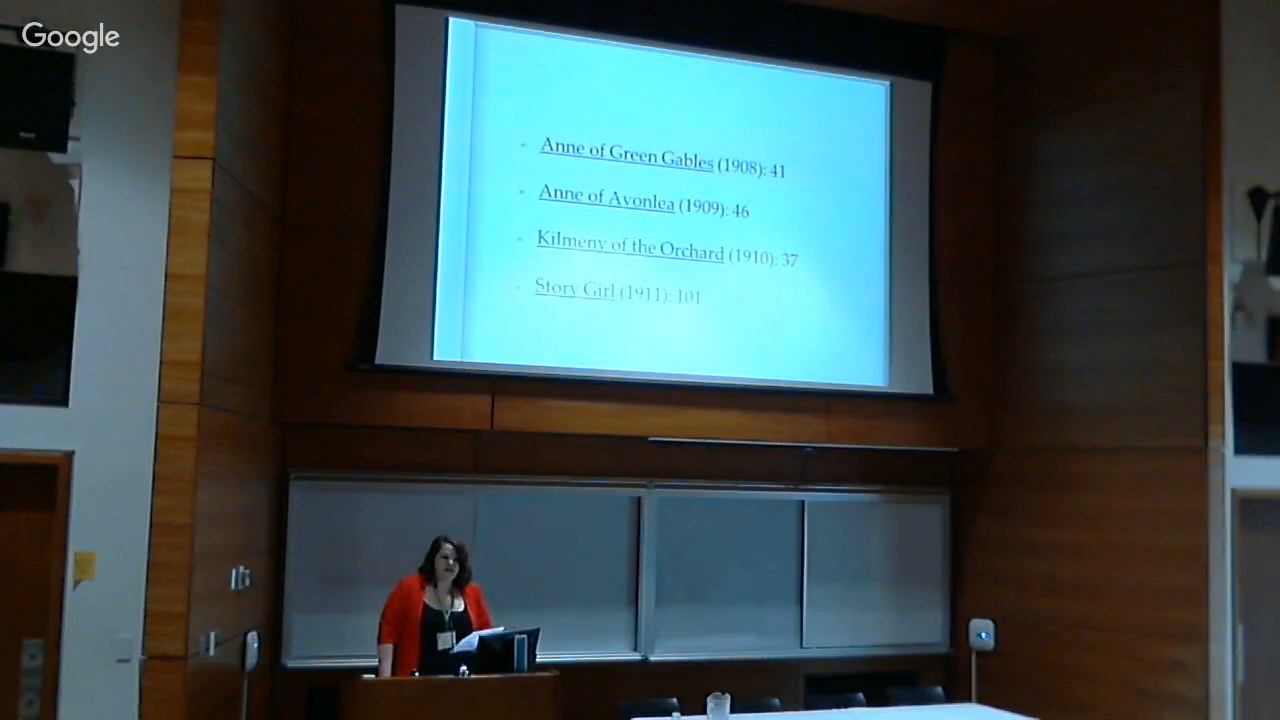 Google
Anne of Green Gables (1908): 41
Anne of Avonlea (1909): 46
Kilmeny of the Orchard (1910): 37
Story Girl (1911): 101